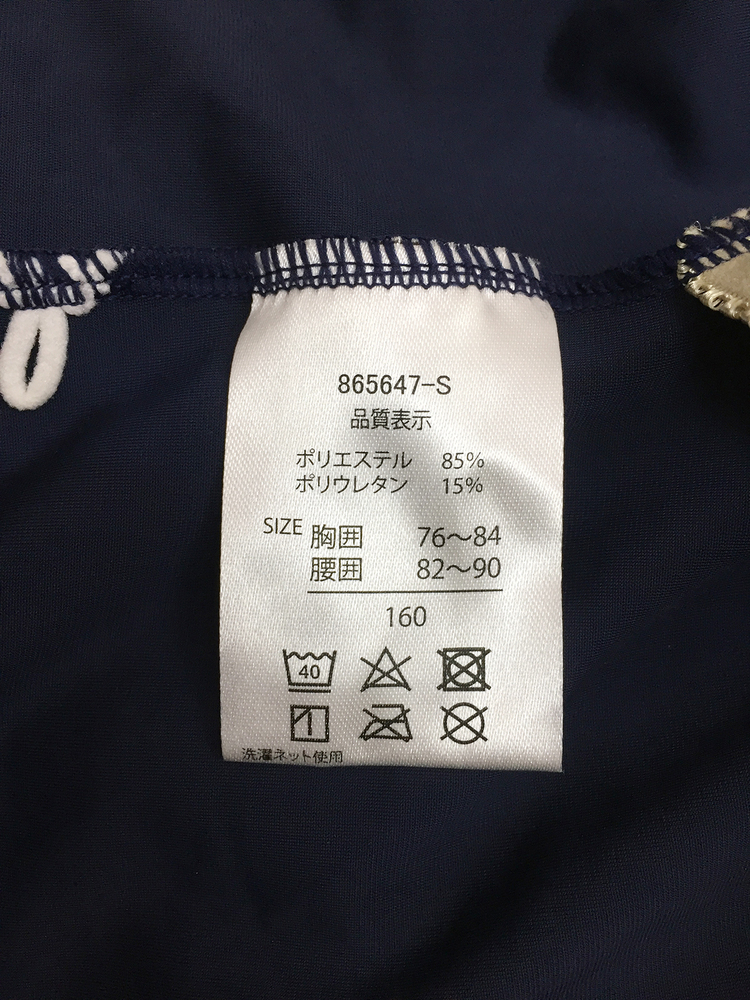 865647-S
品質表示
ポリエステル 85%
ポリウレタン 15%
SIZE 胸囲 76〜84
腰囲 82〜90
160
40
洗濯ネット使用